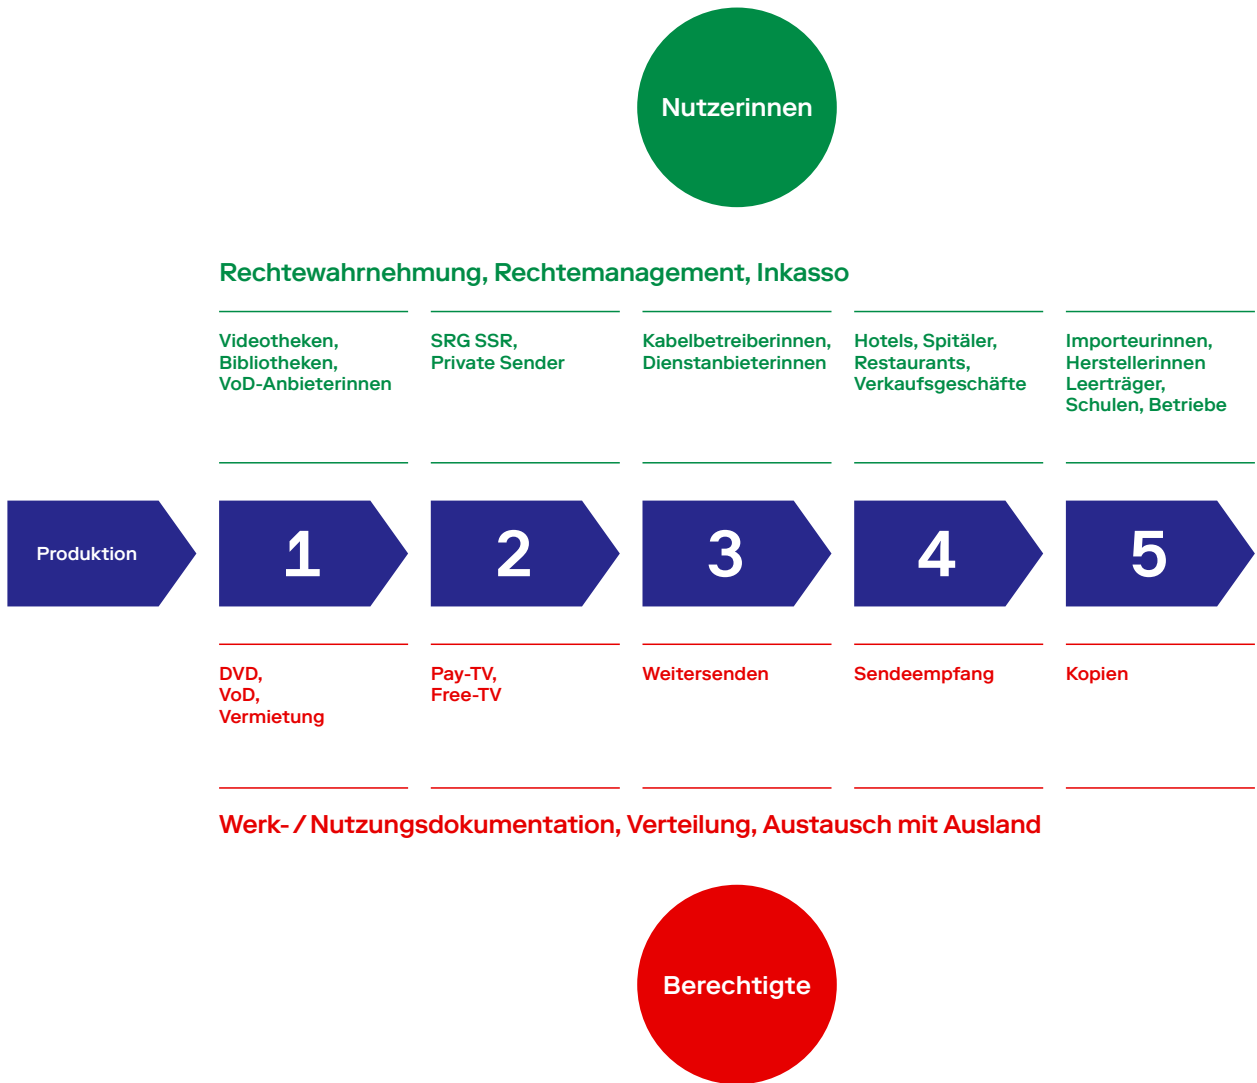 Nutzerinnen
Rechtewahrnehmung, Rechtemanagement, Inkasso
Videotheken,
Bibliotheken,
VoD-Anbieterinnen
SRG SSR,
Private Sender
Kabelbetreiberinnen,
Dienstanbieterinnen
Hotels, Spitäler,
Restaurants,
Verkaufsgeschäfte
Importeurinnen,
Herstellerinnen
Leerträger,
Schulen, Betriebe
Produktion
1
2
3
4
5
DVD,
VoD,
Vermietung
Pay-TV,
Free-TV
Weitersenden
Sendeempfang
Kopien
Werk- / Nutzungsdokumentation, Verteilung, Austausch mit Ausland
Berechtigte